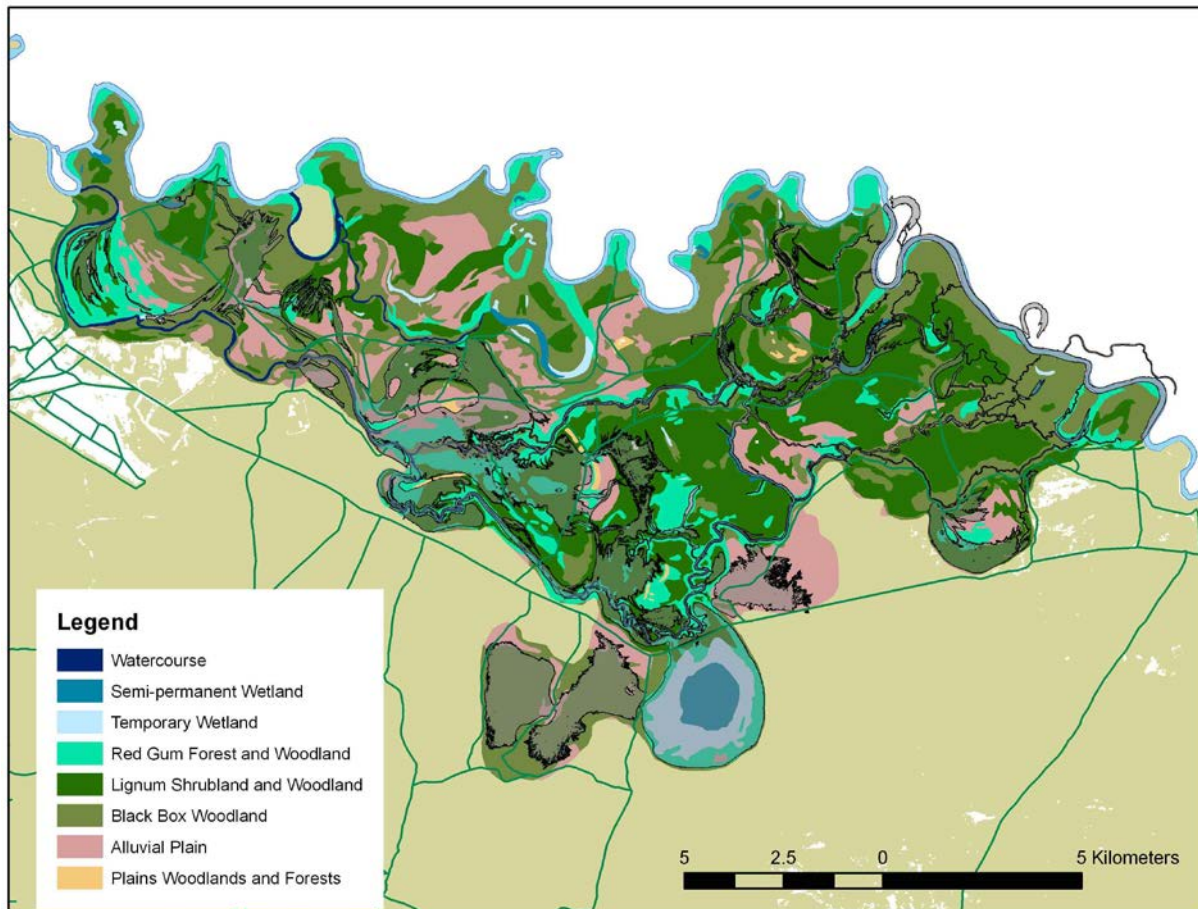 Legend
Watercourse
Semi-permanent Wetland
Temporary Wetland
Red Gum Forest and Woodland
Lignum Shrubland and Woodland
Black Box Woodland
Alluvial Plain
Plains Woodlands and Forests
5 2.5 0 5 Kilometers